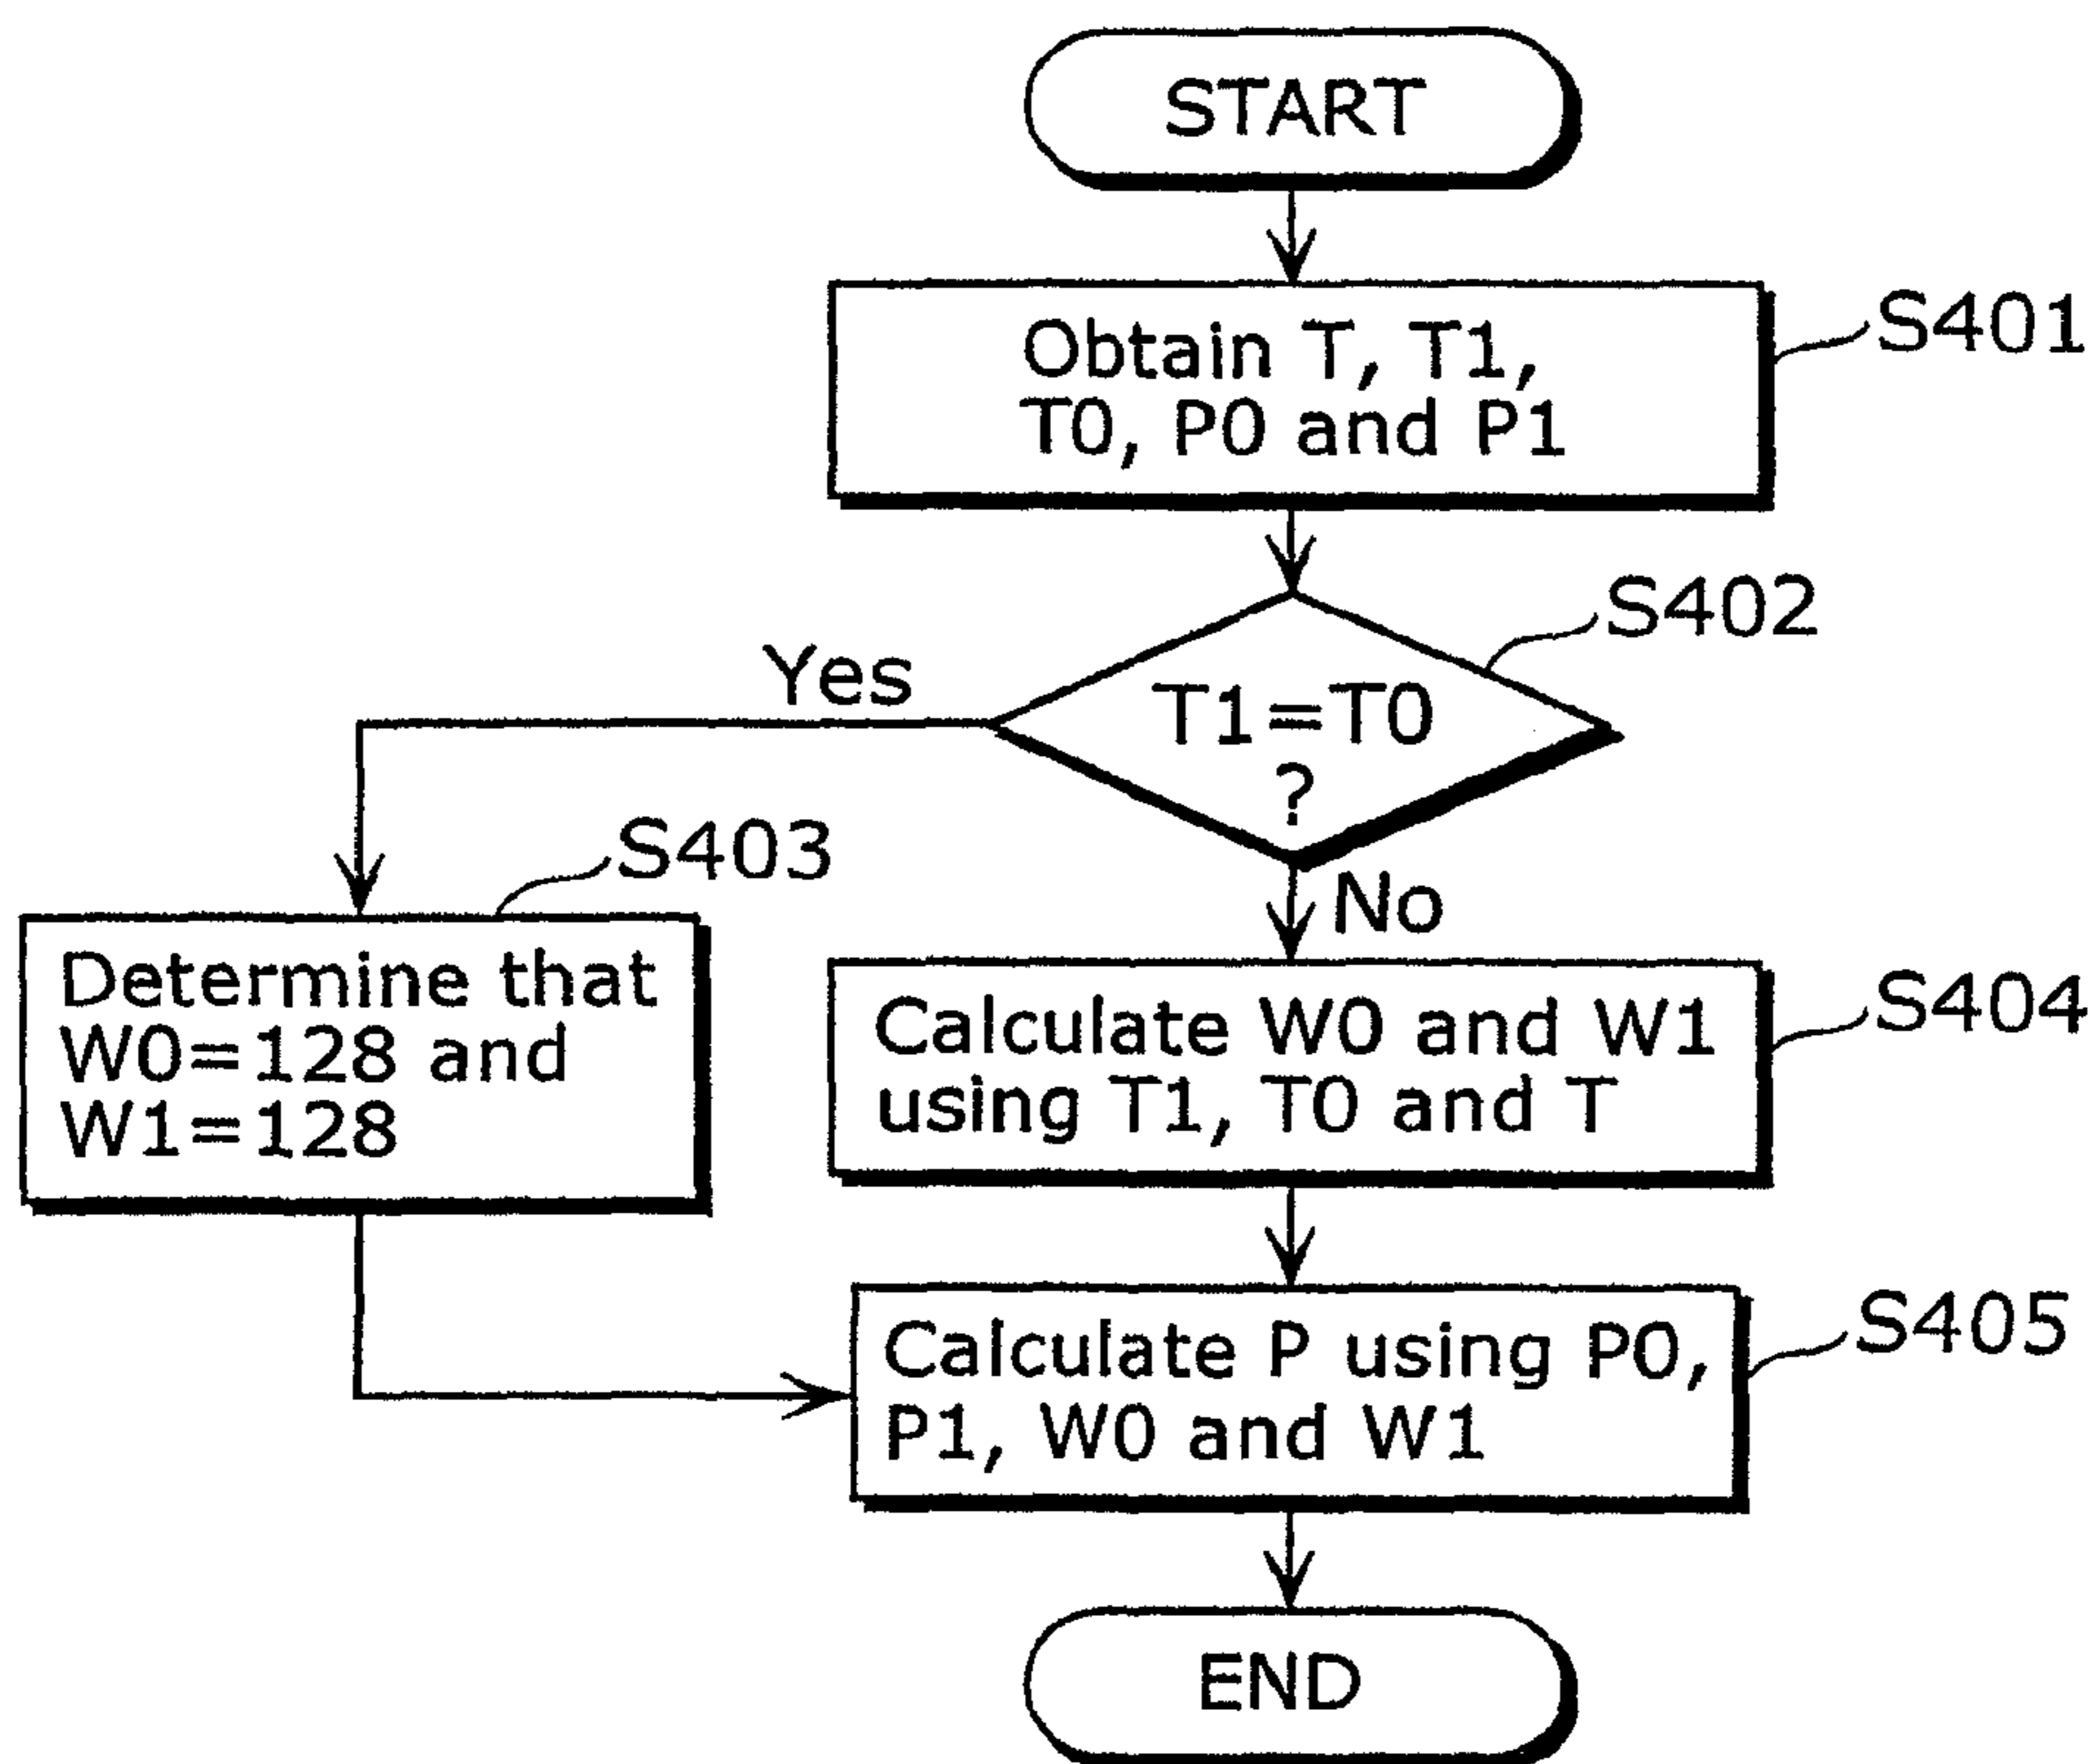 START
Obtain T, T1,
T0, P0 and P1
S401
S402
T1=T0
?
Yes
No
S403
Determine that
W0=128 and
W1=128
Calculate W0 and W1
using T1, T0 and T
S404
Calculate P using P0,
P1, W0 and W1
S405
END